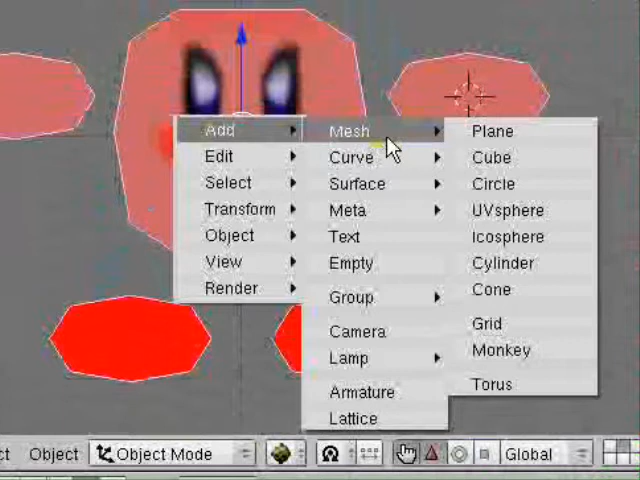 Add
Edit
Select
Transform
Object
View
Render
Mesh
Curve
Surface
Meta
Text
Empty
Group
Camera
Lamp
Armature
Lattice
Plane
Cube
Circle
UVsphere
Icosphere
Cylinder
Cone
Grid
Monkey
Torus
Object Object Mode Global